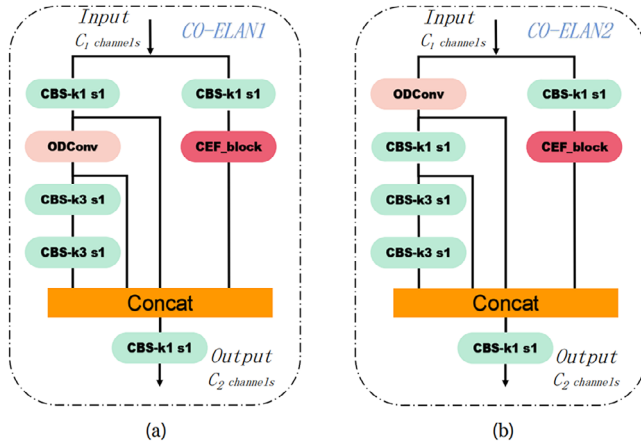 Input
C1 channels
CO-ELAN1
CBS-k1 s1
CBS-k1 s1
ODConv
CEF_block
CBS-k3 s1
CBS-k3 s1
Concat
CBS-k1 s1
Output
C2 channels
(a)
Input
C1 channels
CO-ELAN2
ODConv
CBS-k1 s1
CBS-k1 s1
CEF_block
CBS-k3 s1
CBS-k3 s1
Concat
CBS-k1 s1
Output
C2 channels
(b)